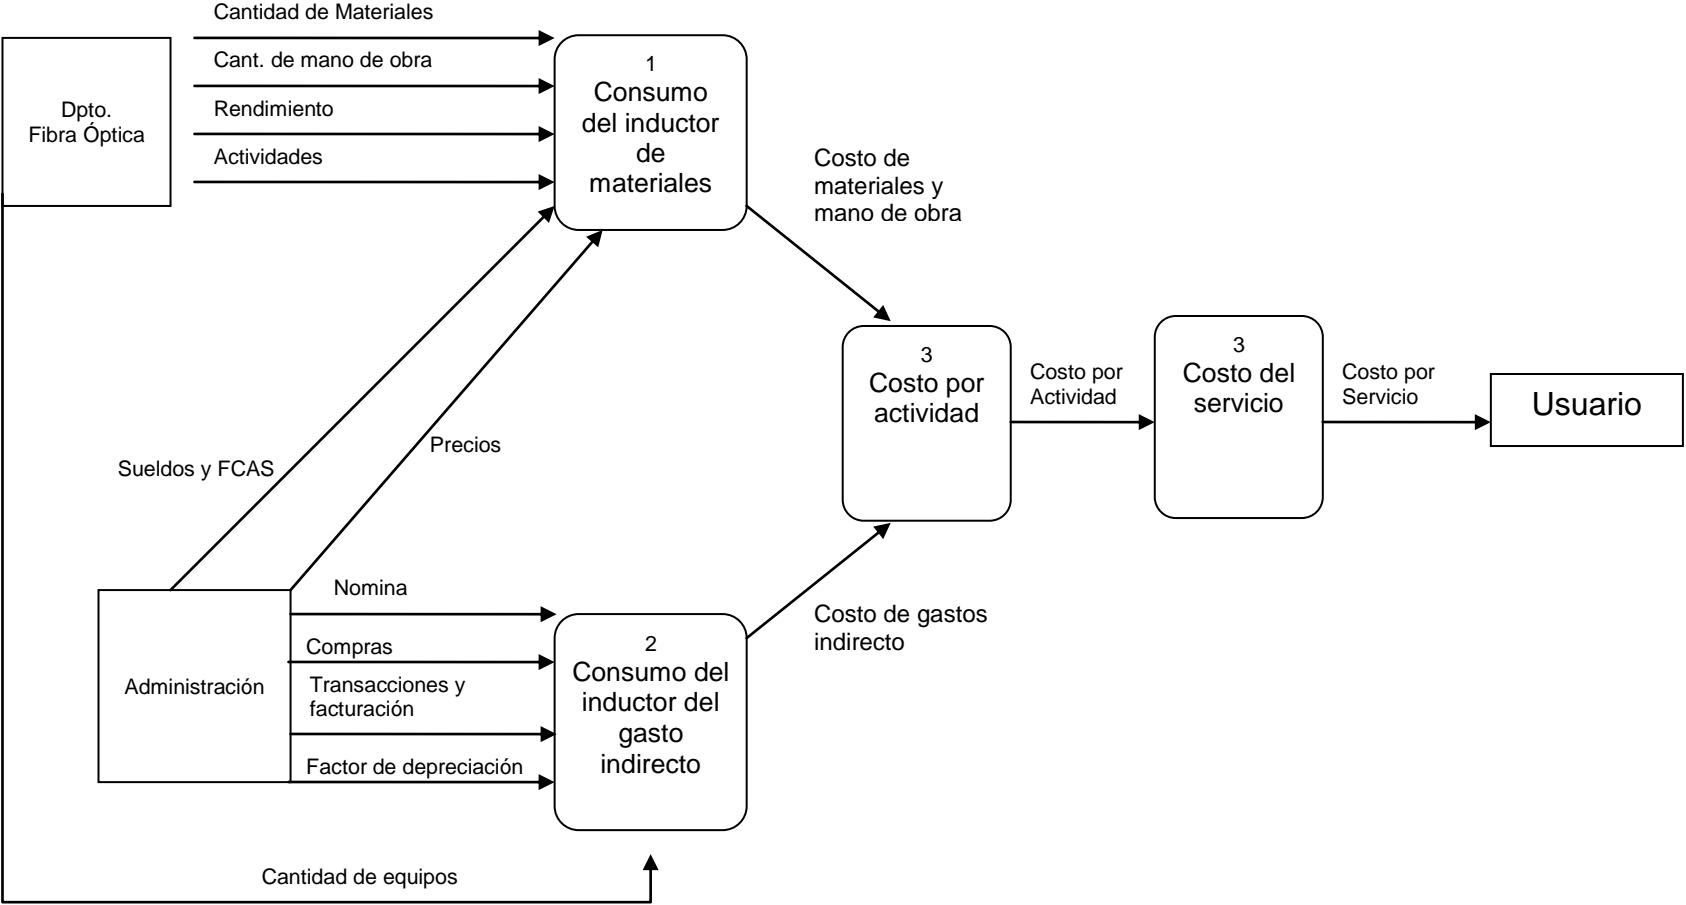 Cantidad de Materiales
Cant. de mano de obra
Rendimiento
Actividades
Dpto.
Fibra Óptica
1
Consumo
del inductor
de
materiales
Costo de
materiales y
mano de obra
Sueldos y FCAS
Precios
3
Costo por
actividad
Costo por
Actividad
3
Costo del
servicio
Costo por
Servicio
Usuario
Administración
Nomina
Compras
Transacciones y
facturación
Factor de depreciación
2
Consumo del
inductor del
gasto
indirecto
Costo de gastos
indirecto
Cantidad de equipos